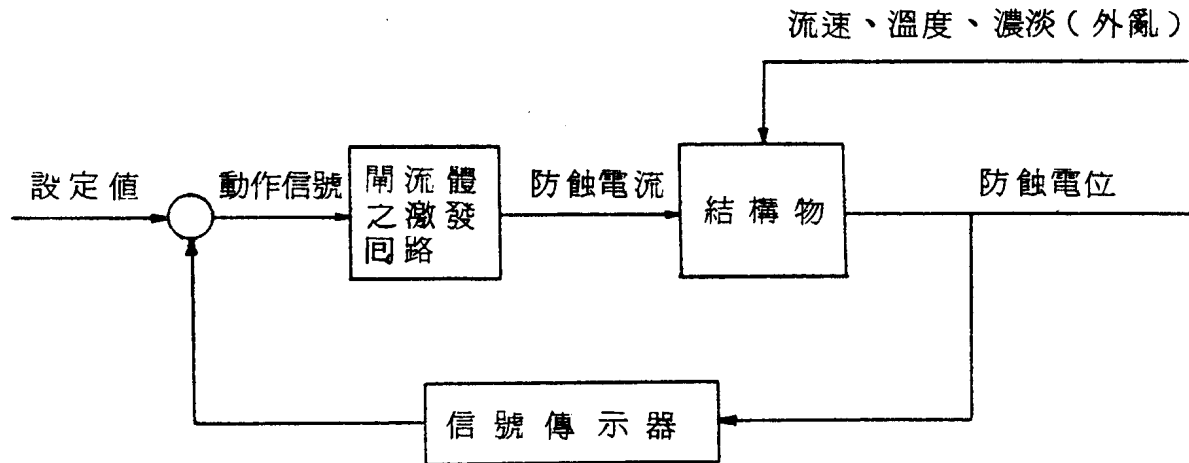 流速、溫度、濃淡(外亂)
設定値
動作信號
閘流體
之激發
回路
防蝕電流
結構物
防蝕電位
信號傳示器